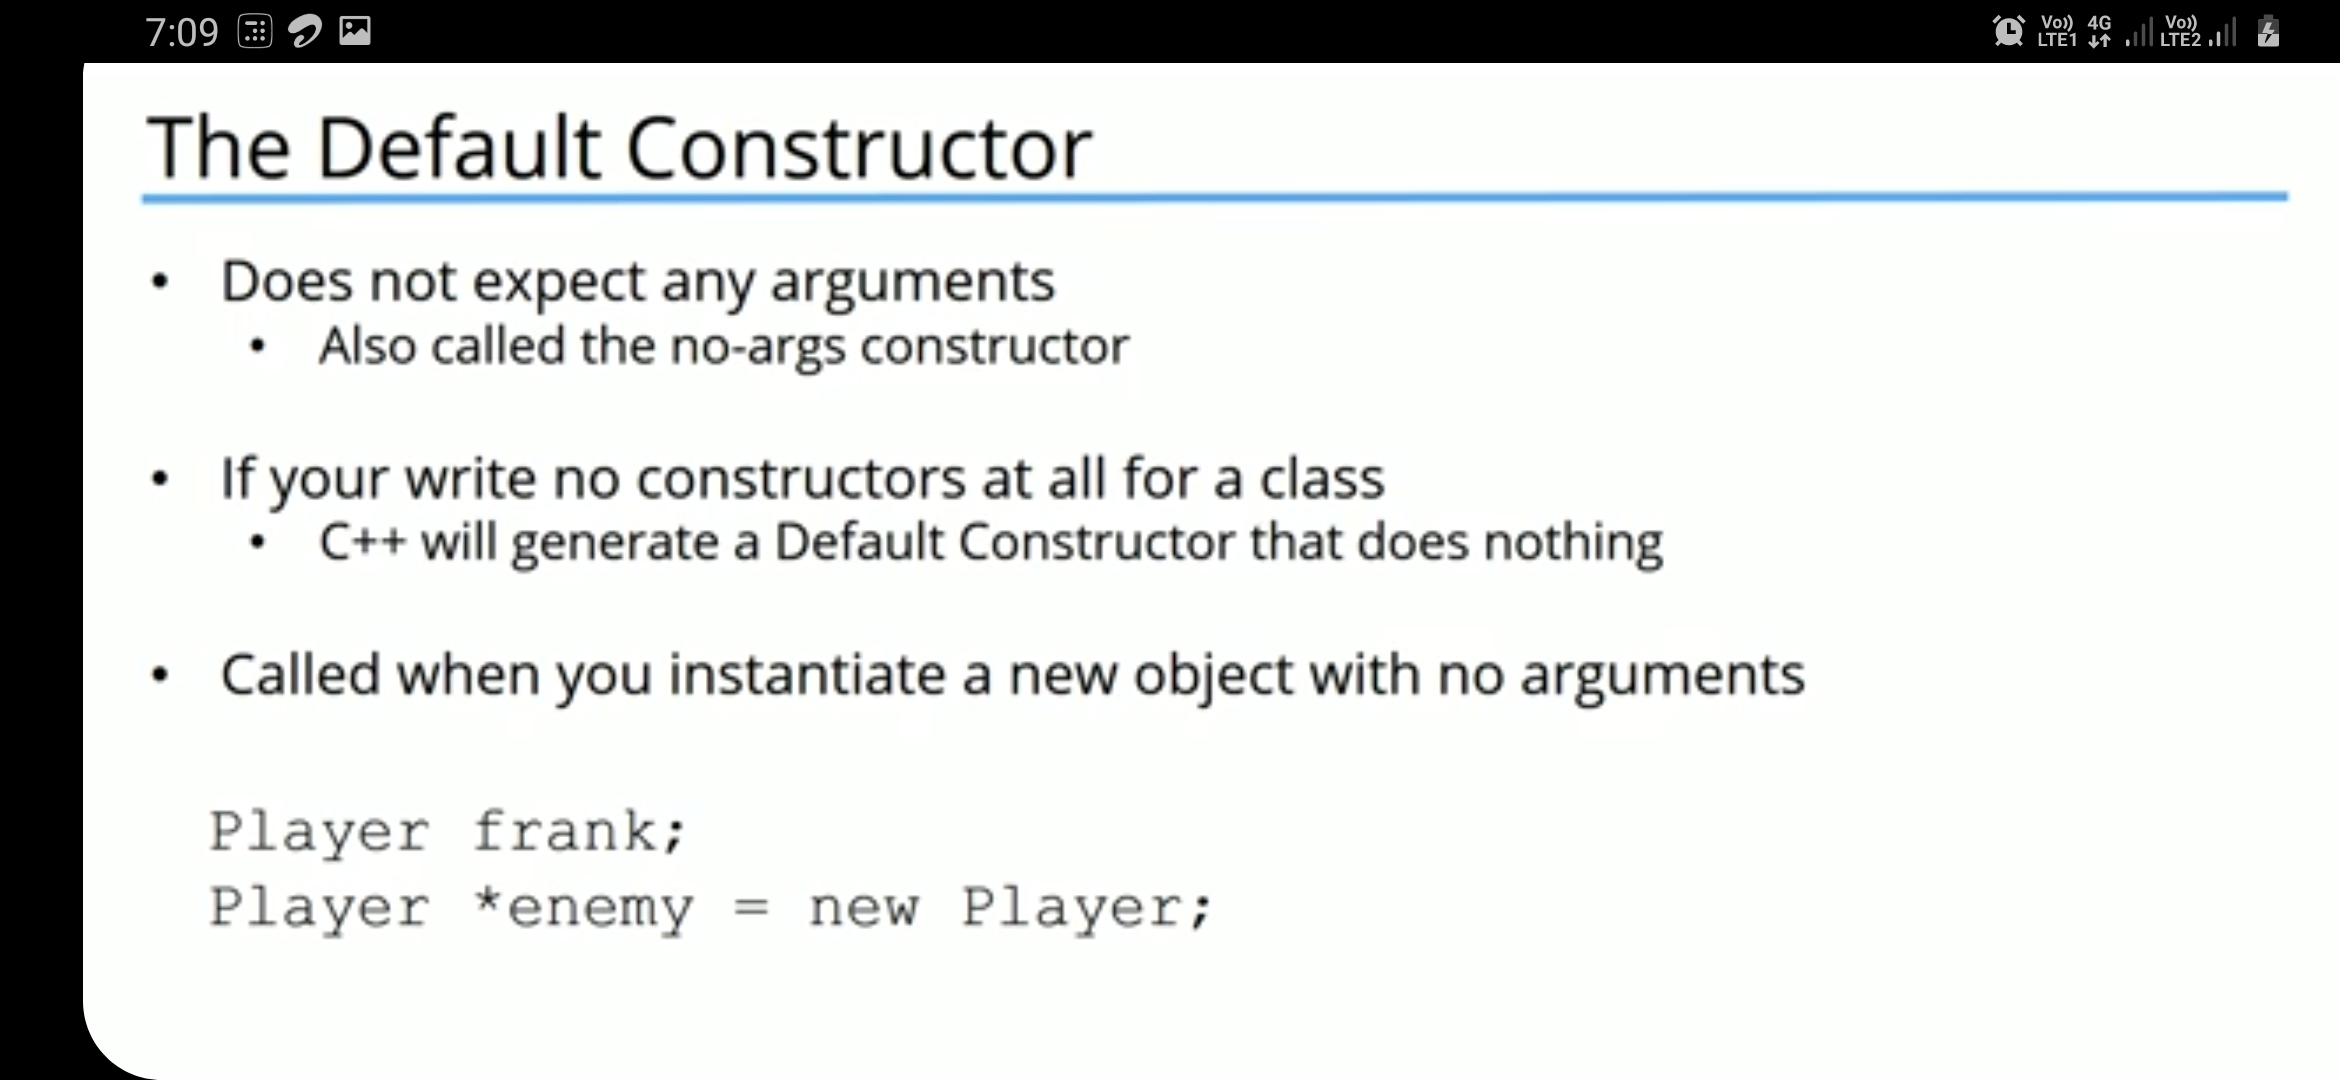 7:09
Vo)) 4G Vo))
LTE1 LTE2
The Default Constructor
• Does not expect any arguments
• Also called the no-args constructor
• If your write no constructors at all for a class
• C++ will generate a Default Constructor that does nothing
• Called when you instantiate a new object with no arguments
Player frank;
Player *enemy = new Player;